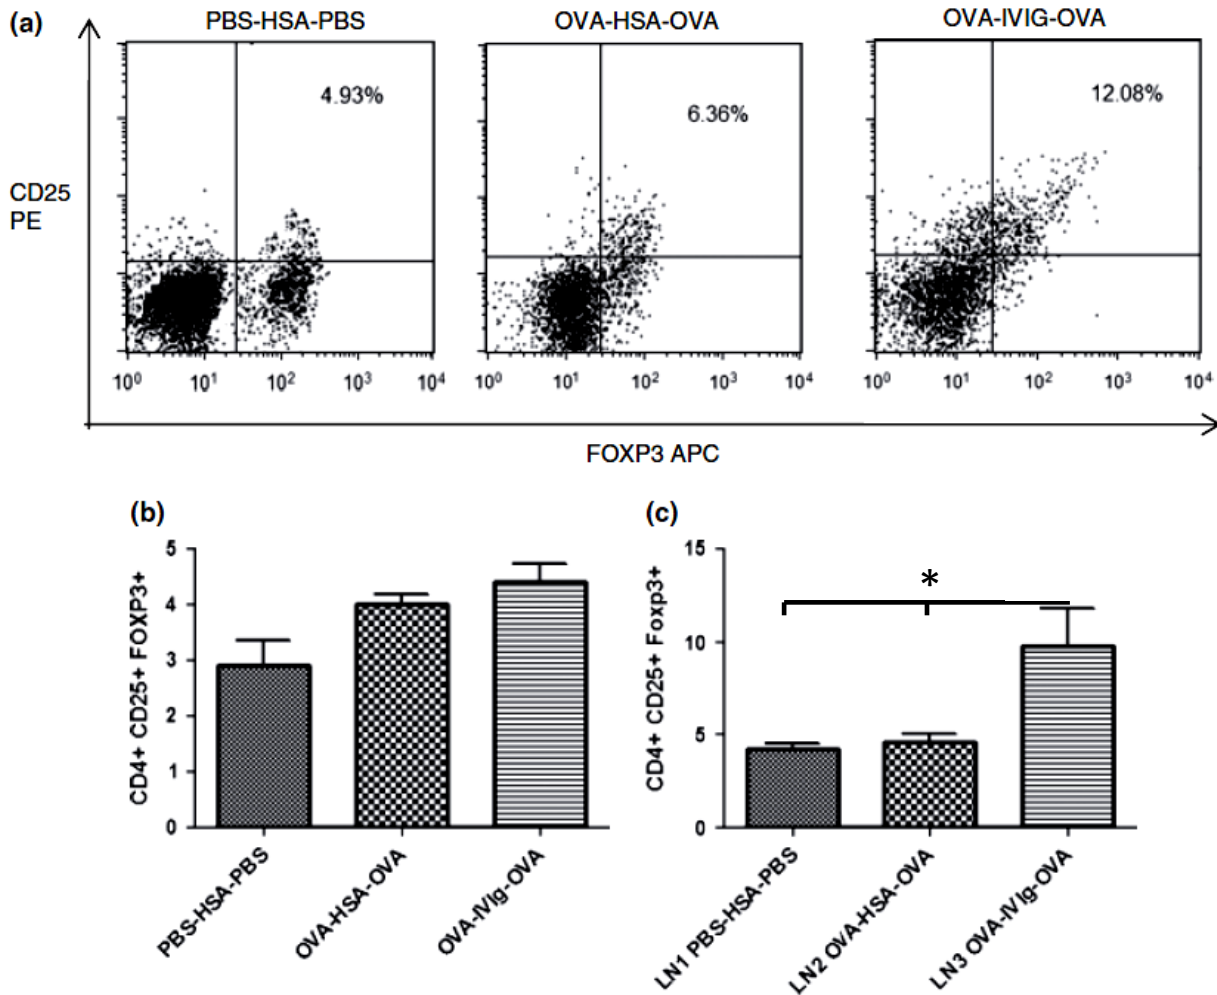 (a)
PBS-HSA-PBS
OVA-HSA-OVA
OVA-IVIG-OVA
4.93%
6.36%
12.08%
CD25
PE
10⁰ 10¹ 10² 10³ 10⁴
10⁰ 10¹ 10² 10³ 10⁴
10⁰ 10¹ 10² 10³ 10⁴
FOXP3 APC
(b)
CD4+ CD25+ FOXP3+
5
4
3
2
1
0
PBS-HSA-PBS
OVA-HSA-OVA
OVA-IVIg-OVA
(c)
CD4+ CD25+ Foxp3+
15
10
5
0
*
LN1 PBS-HSA-PBS
LN2 OVA-HSA-OVA
LN3 OVA-IVIg-OVA